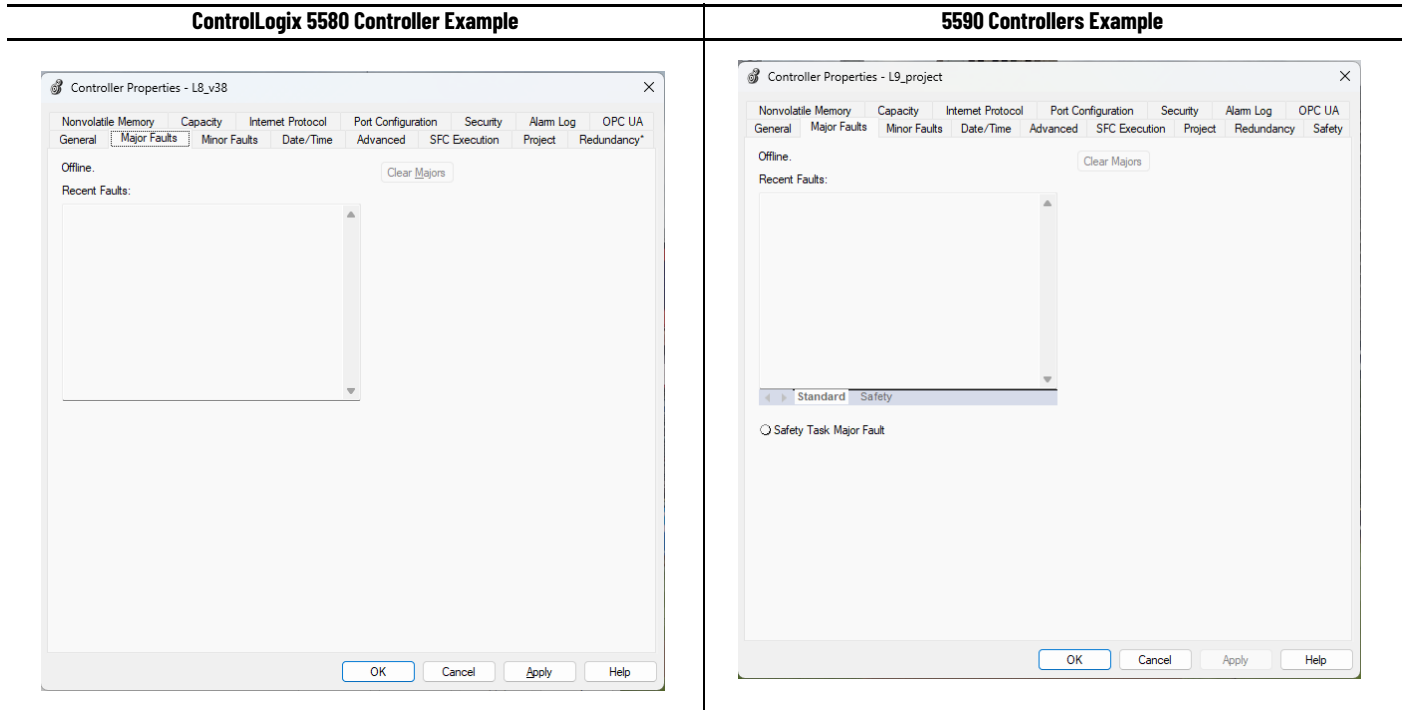 ControlLogix 5580 Controller Example
Controller Properties - L8_v38
Nonvolatile Memory Capacity Internet Protocol Port Configuration Security Alarm Log OPC UA
General Major Faults Minor Faults Date/Time Advanced SFC Execution Project Redundancy*
Offline.
Clear Majors
Recent Faults:
OK Cancel Apply Help
5590 Controllers Example
Controller Properties - L9_project
Nonvolatile Memory Capacity Internet Protocol Port Configuration Security Alarm Log OPC UA
General Major Faults Minor Faults Date/Time Advanced SFC Execution Project Redundancy Safety
Offline.
Clear Majors
Recent Faults:
Standard Safety
Safety Task Major Fault
OK Cancel Apply Help